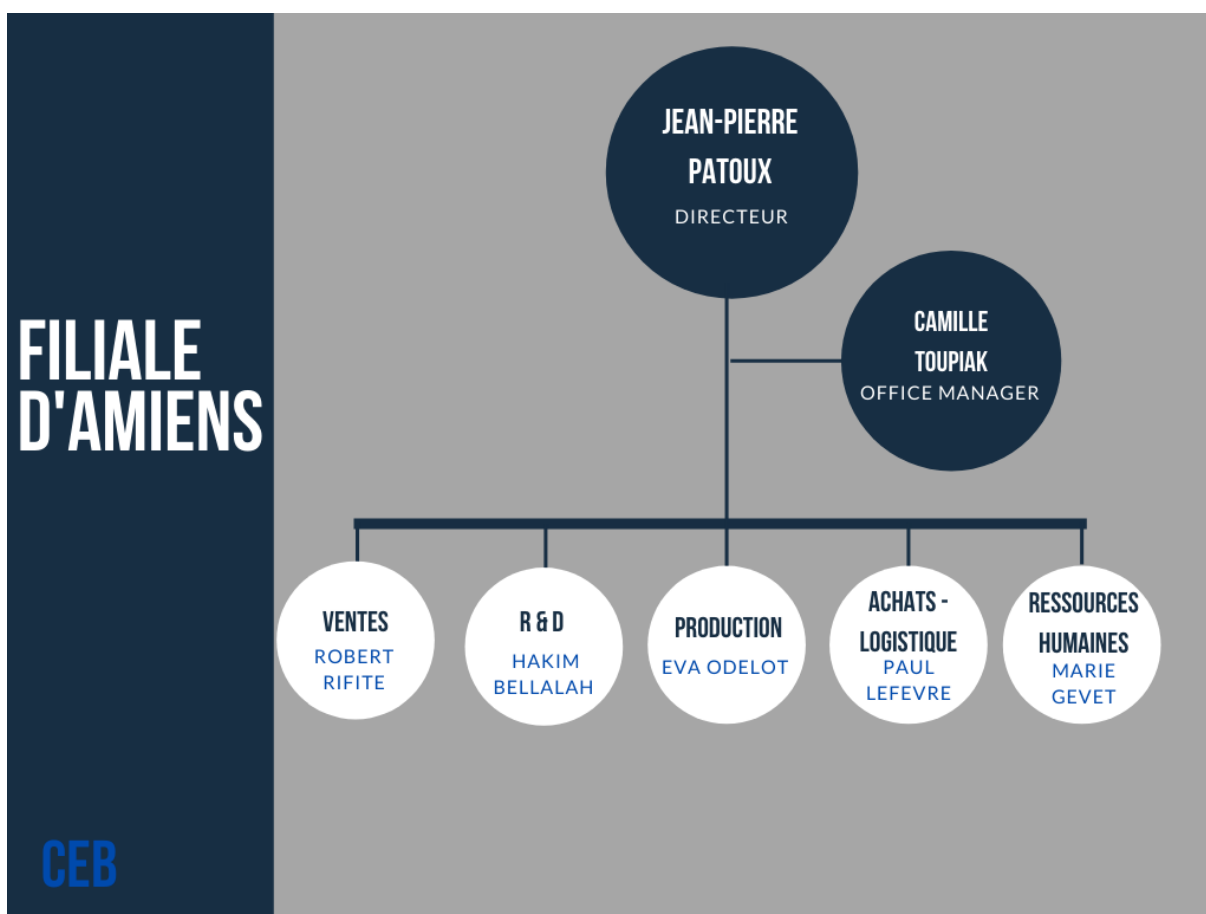 FILIALE
D'AMIENS
CEB
JEAN-PIERRE
PATOUX
DIRECTEUR
CAMILLE
TOUPIAK
OFFICE MANAGER
VENTES
ROBERT
RIFITE
R & D
HAKIM
BELLALAH
PRODUCTION
EVA ODELOT
ACHATS -
LOGISTIQUE
PAUL
LEFEVRE
RESSOURCES
HUMAINES
MARIE
GEVET